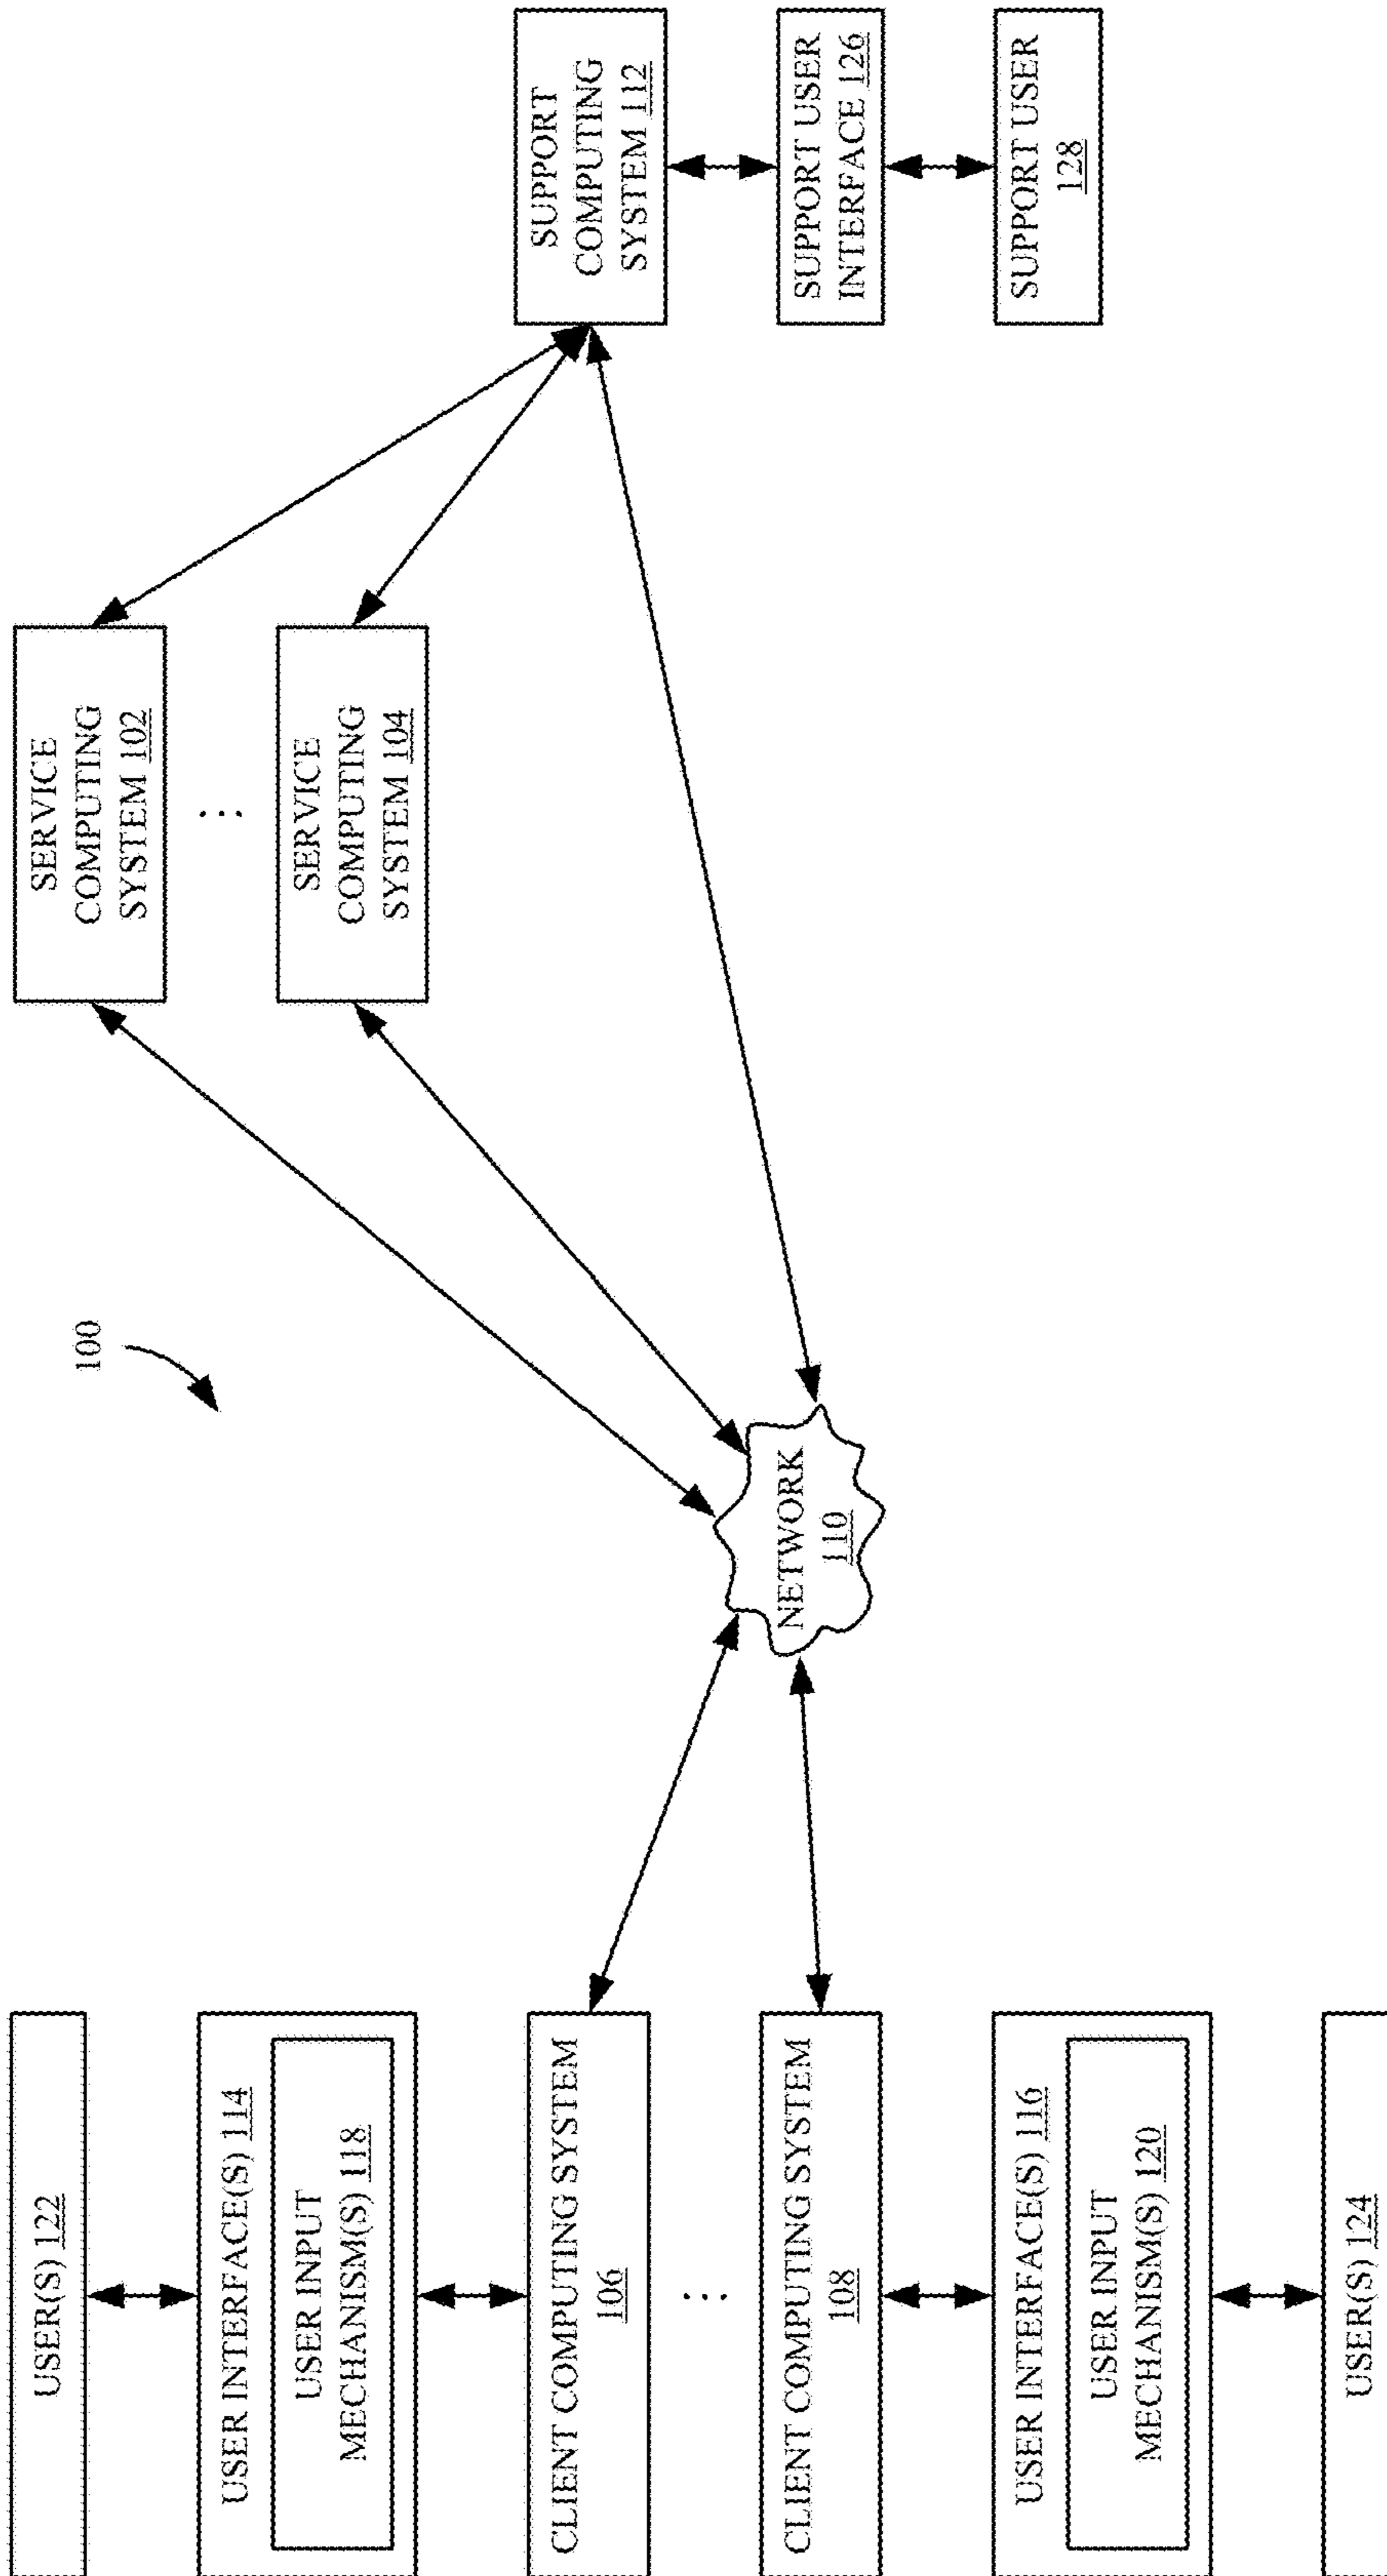 100
USER(S) 122
USER INTERFACE(S) 114
USER INPUT
MECHANISM(S) 118
CLIENT COMPUTING SYSTEM
106
...
CLIENT COMPUTING SYSTEM
108
USER INTERFACE(S) 116
USER INPUT
MECHANISM(S) 120
USER(S) 124
NETWORK
110
SERVICE
COMPUTING
SYSTEM 102
...
SERVICE
COMPUTING
SYSTEM 104
SUPPORT
COMPUTING
SYSTEM 112
SUPPORT USER
INTERFACE 126
SUPPORT USER
128